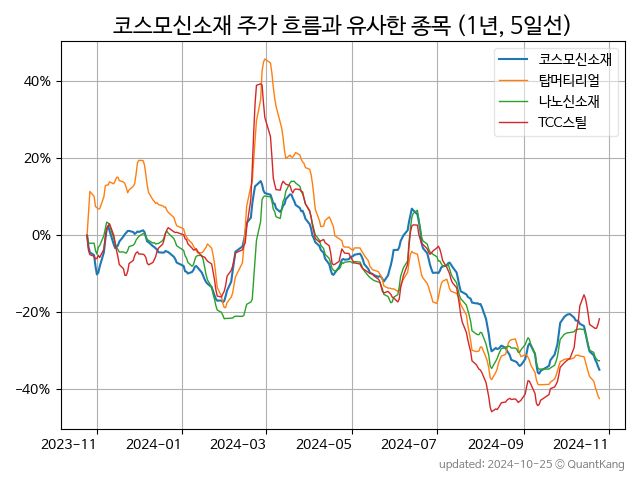 코스모신소재 주가 흐름과 유사한 종목 (1년, 5일선)
코스모신소재
탑머티리얼
나노신소재
TCC스틸
40%
20%
0%
−20%
−40%
2023−11
2024−01
2024−03
2024−05
2024−07
2024−09
2024−11
updated: 2024-10-25 © QuantKang